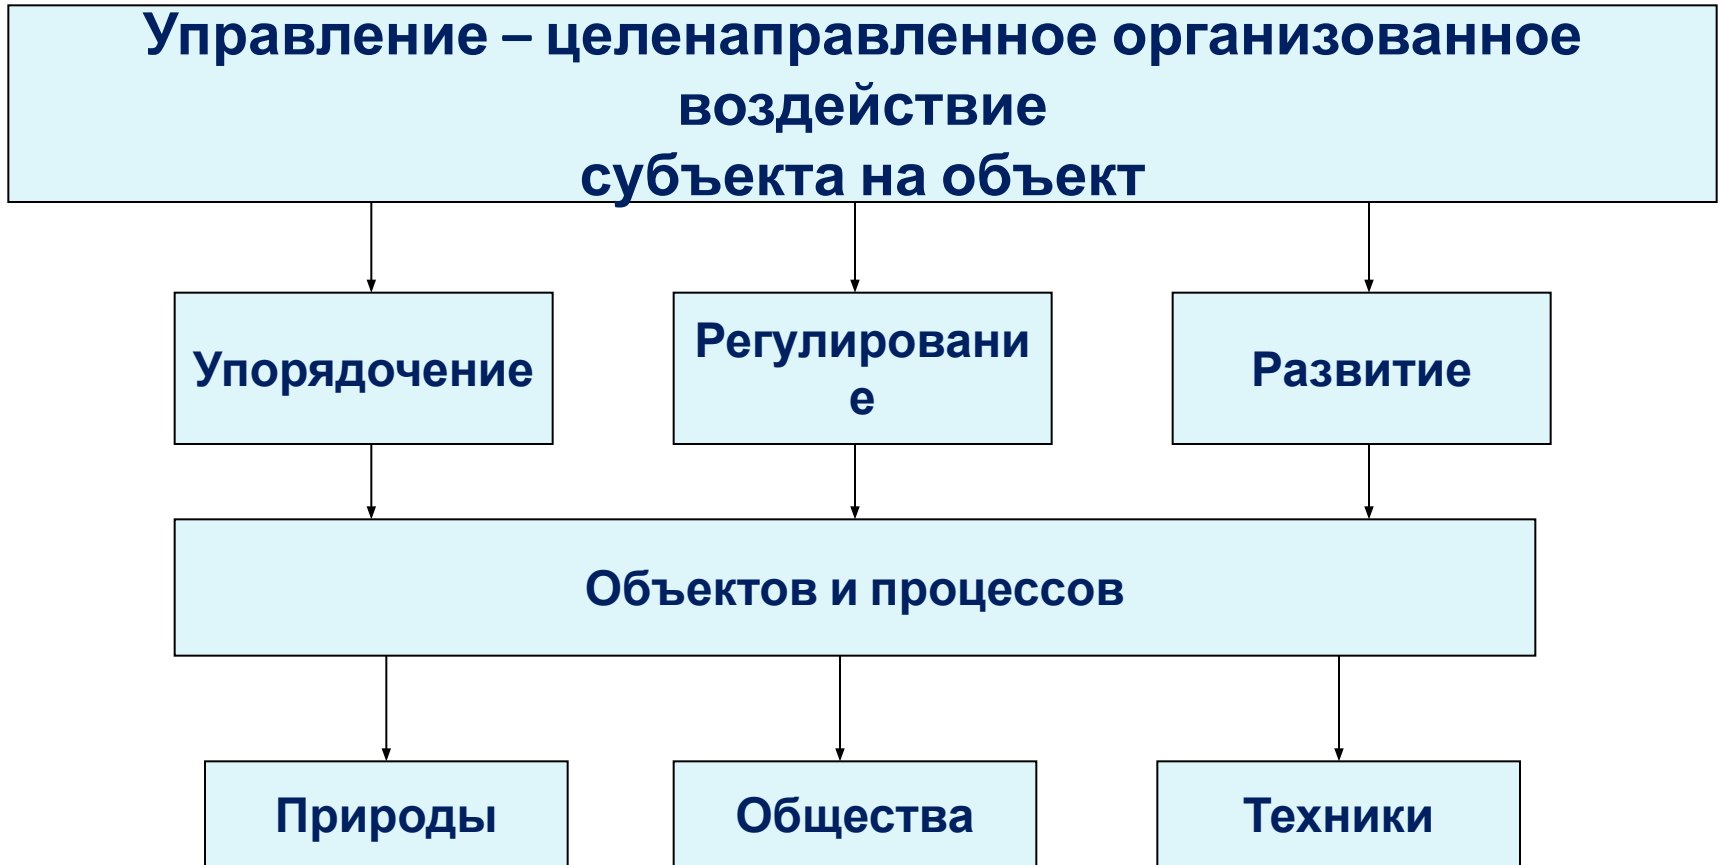 Управление – целенаправленное организованное
воздействие
субъекта на объект
Упорядочение
Регулировани
е
Развитие
Объектов и процессов
Природы
Общества
Техники